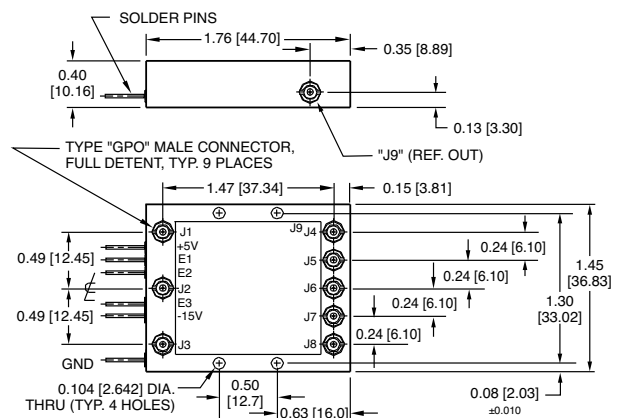 SOLDER PINS
1.76 [44.70]
0.35 [8.89]
0.40
[10.16]
0.13 [3.30]
TYPE "GPO" MALE CONNECTOR,
FULL DETENT, TYP. 9 PLACES
"J9" (REF. OUT)
1.47 [37.34]
0.15 [3.81]
J1
J9
J4
+5V
0.49 [12.45]
E1
J5
0.24 [6.10]
E2
1.45
[36.83]
J2
J6
0.24 [6.10]
℄
E3
1.30
[33.02]
0.49 [12.45]
-15V
J7
0.24 [6.10]
J3
J8
0.24 [6.10]
GND
0.104 [2.642] DIA.
THRU (TYP. 4 HOLES)
0.50
[12.7]
0.08 [2.03]
±0.010
0.63 [16.0]